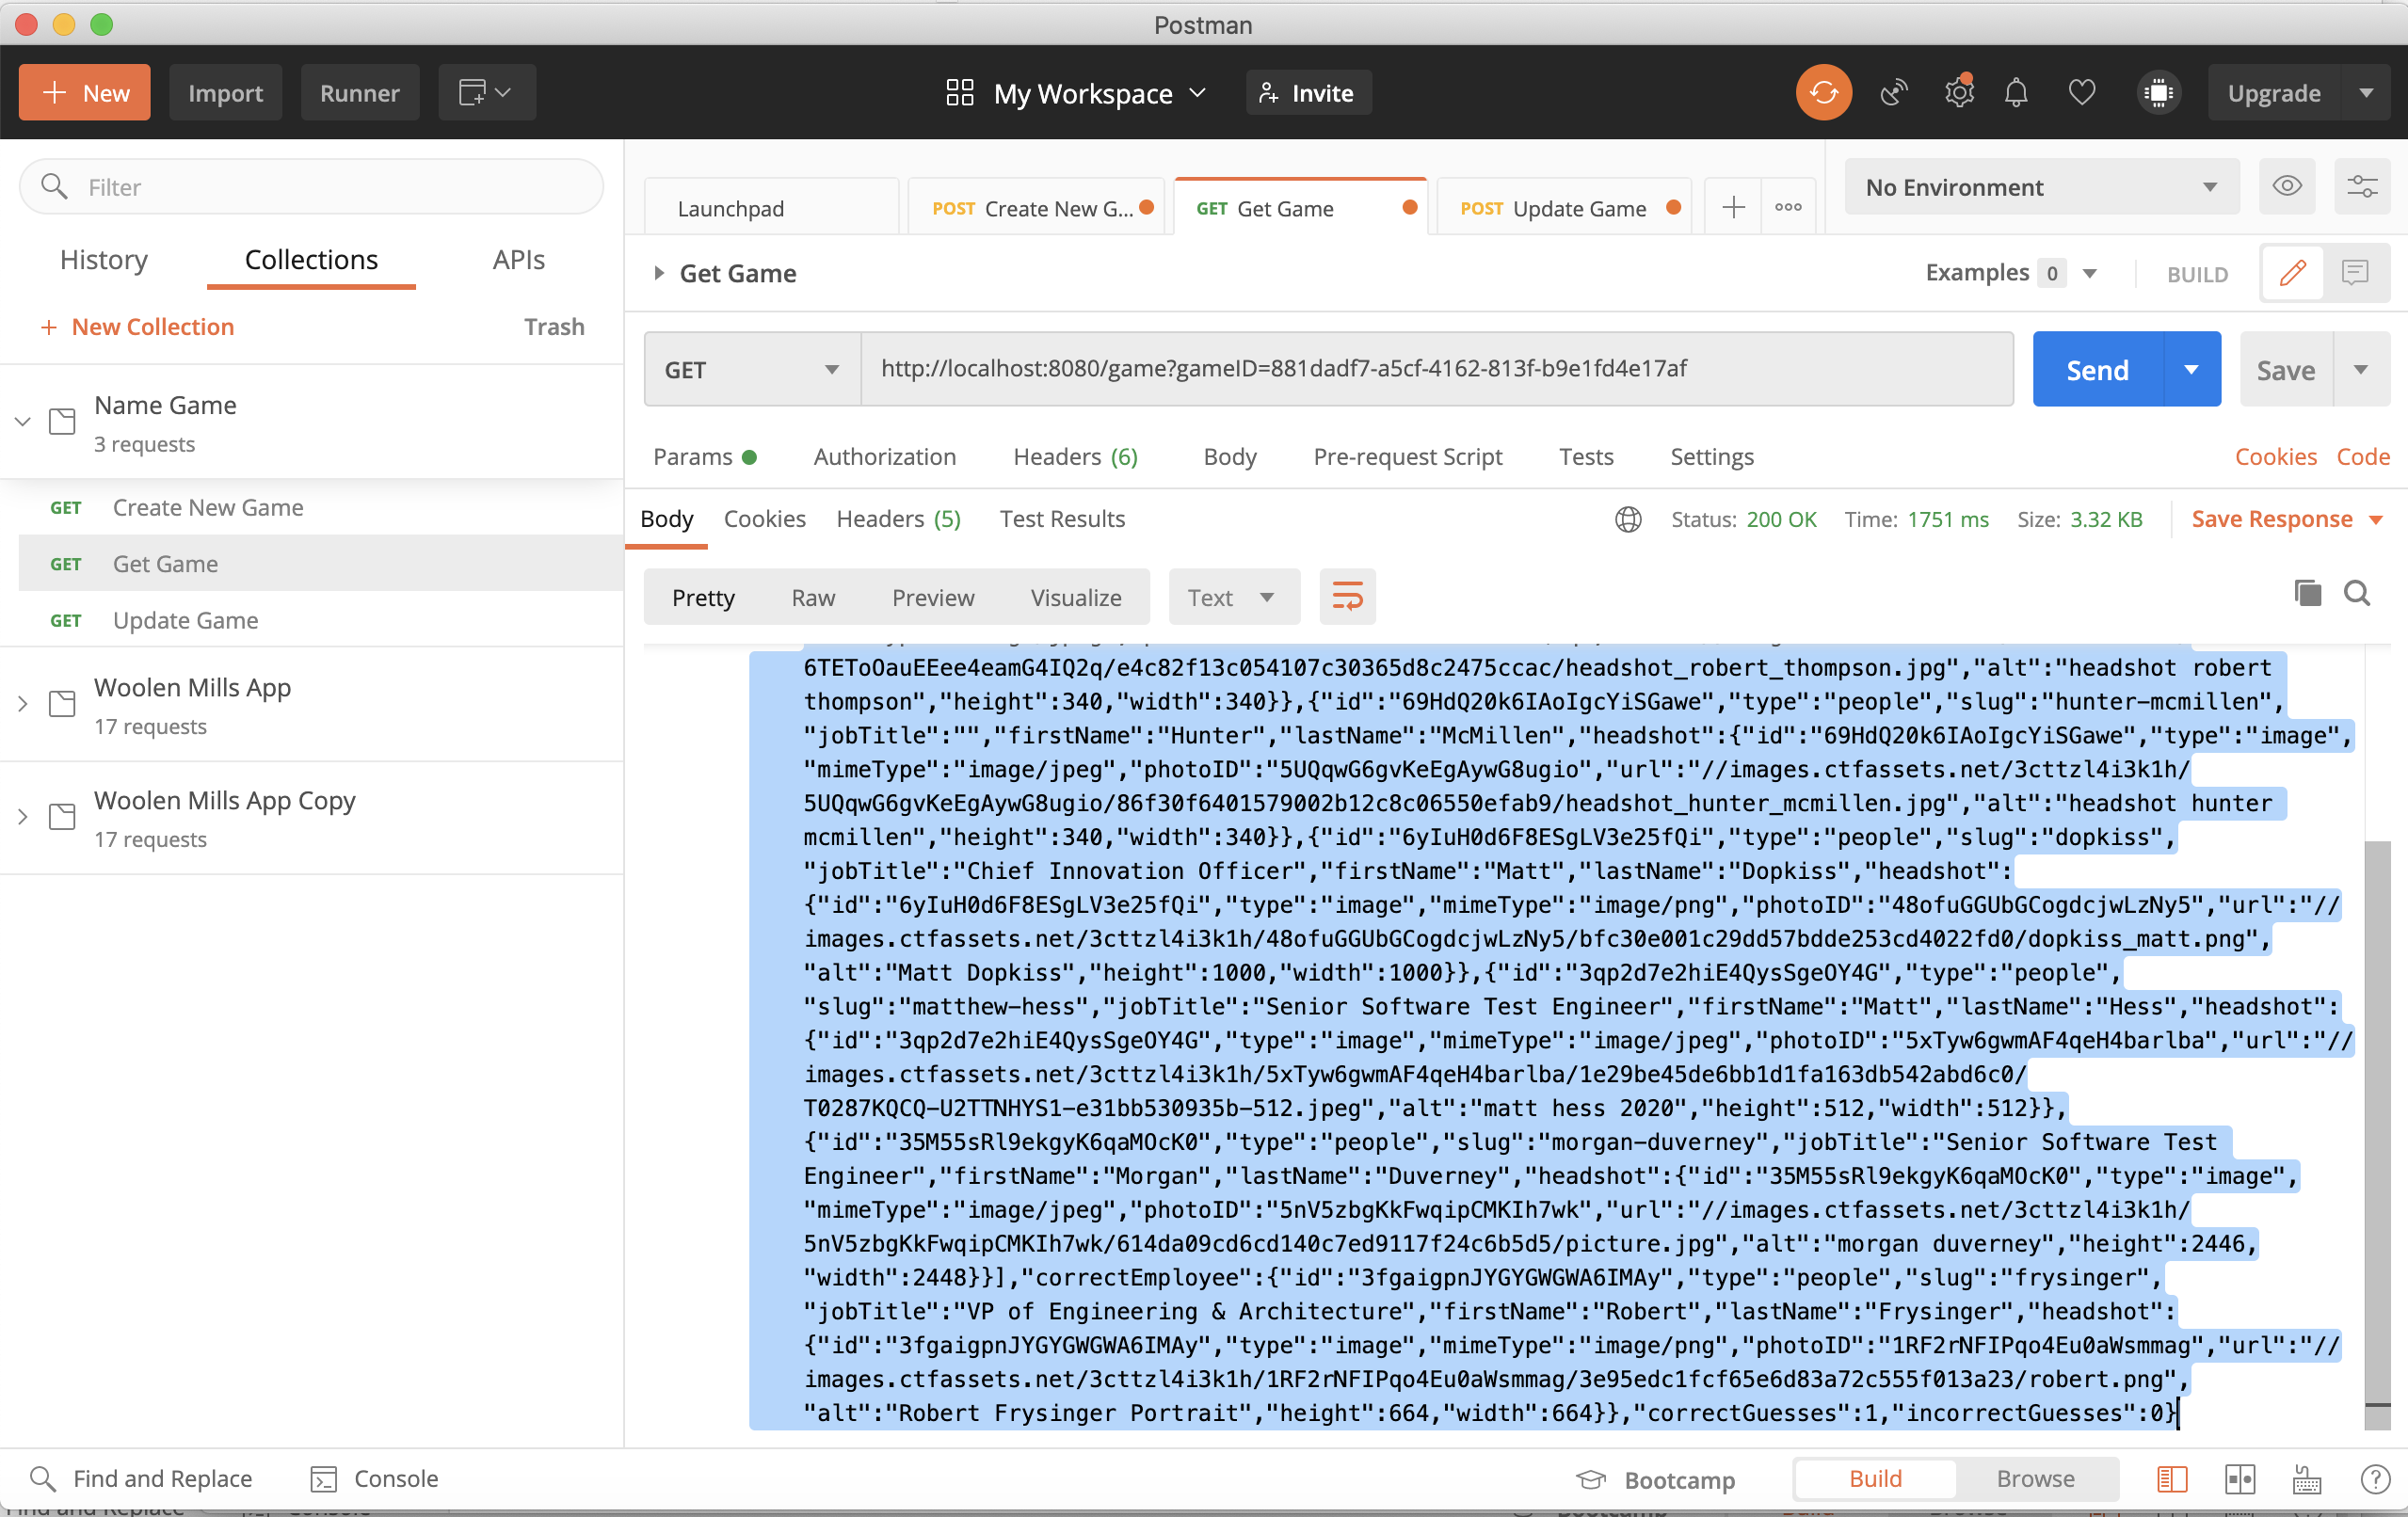 Postman
New
Import
Runner
My Workspace
Invite
Upgrade
Filter
History
Collections
APIs
+ New Collection
Trash
Name Game
3 requests
GET Create New Game
GET Get Game
GET Update Game
Woolen Mills App
17 requests
Woolen Mills App Copy
17 requests
Launchpad
POST Create New G...
GET Get Game
POST Update Game
No Environment
Get Game
Examples 0
BUILD
GET
http://localhost:8080/game?gameID=881dadf7-a5cf-4162-813f-b9e1fd4e17af
Send
Save
Params
Authorization
Headers (6)
Body
Pre-request Script
Tests
Settings
Cookies
Code
Body
Cookies
Headers (5)
Test Results
Status: 200 OK
Time: 1751 ms
Size: 3.32 KB
Save Response
Pretty
Raw
Preview
Visualize
Text
6TEToOauEEee4eamG4IQ2q/e4c82f13c054107c30365d8c2475ccac/headshot_robert_thompson.jpg","alt":"headshot robert
thompson","height":340,"width":340}},{"id":"69HdQ20k6IAoIgcYiSGawe","type":"people","slug":"hunter-mcmillen",
"jobTitle":"","firstName":"Hunter","lastName":"McMillen","headshot":{"id":"69HdQ20k6IAoIgcYiSGawe","type":"image",
"mimeType":"image/jpeg","photoID":"5UQqwG6gvKeEgAywG8ugio","url":"//images.ctfassets.net/3cttzl4i3k1h/
5UQqwG6gvKeEgAywG8ugio/86f30f6401579002b12c8c06550efab9/headshot_hunter_mcmillen.jpg","alt":"headshot hunter
mcmillen","height":340,"width":340}},{"id":"6yIuH0d6F8ESgLV3e25fQi","type":"people","slug":"dopkiss",
"jobTitle":"Chief Innovation Officer","firstName":"Matt","lastName":"Dopkiss","headshot":
{"id":"6yIuH0d6F8ESgLV3e25fQi","type":"image","mimeType":"image/png","photoID":"48ofuGGUbGCogdcjwLzNy5","url":"//
images.ctfassets.net/3cttzl4i3k1h/48ofuGGUbGCogdcjwLzNy5/bfc30e001c29dd57bdde253cd4022fd0/dopkiss_matt.png",
"alt":"Matt Dopkiss","height":1000,"width":1000}},{"id":"3qp2d7e2hiE4QysSgeOY4G","type":"people",
"slug":"matthew-hess","jobTitle":"Senior Software Test Engineer","firstName":"Matt","lastName":"Hess","headshot":
{"id":"3qp2d7e2hiE4QysSgeOY4G","type":"image","mimeType":"image/jpeg","photoID":"5xTyw6gwmAF4qeH4barlba","url":"//
images.ctfassets.net/3cttzl4i3k1h/5xTyw6gwmAF4qeH4barlba/1e29be45de6bb1d1fa163db542abd6c0/
T0287KQCQ-U2TTNHYS1-e31bb530935b-512.jpeg","alt":"matt hess 2020","height":512,"width":512}},
{"id":"35M55sRl9ekgyK6qaMOcK0","type":"people","slug":"morgan-duverney","jobTitle":"Senior Software Test
Engineer","firstName":"Morgan","lastName":"Duverney","headshot":{"id":"35M55sRl9ekgyK6qaMOcK0","type":"image",
"mimeType":"image/jpeg","photoID":"5nV5zbgKkFwqipCMKIh7wk","url":"//images.ctfassets.net/3cttzl4i3k1h/
5nV5zbgKkFwqipCMKIh7wk/614da09cd6cd140c7ed9117f24c6b5d5/picture.jpg","alt":"morgan duverney","height":2446,
"width":2448}}],"correctEmployee":{"id":"3fgaigpnJYGYGWGWA6IMAy","type":"people","slug":"frysinger",
"jobTitle":"VP of Engineering & Architecture","firstName":"Robert","lastName":"Frysinger","headshot":
{"id":"3fgaigpnJYGYGWGWA6IMAy","type":"image","mimeType":"image/png","photoID":"1RF2rNFIPqo4Eu0aWsmmag","url":"//
images.ctfassets.net/3cttzl4i3k1h/1RF2rNFIPqo4Eu0aWsmmag/3e95edc1fcf65e6d83a72c555f013a23/robert.png",
"alt":"Robert Frysinger Portrait","height":664,"width":664}},"correctGuesses":1,"incorrectGuesses":0}
Find and Replace
Console
Bootcamp
Build
Browse